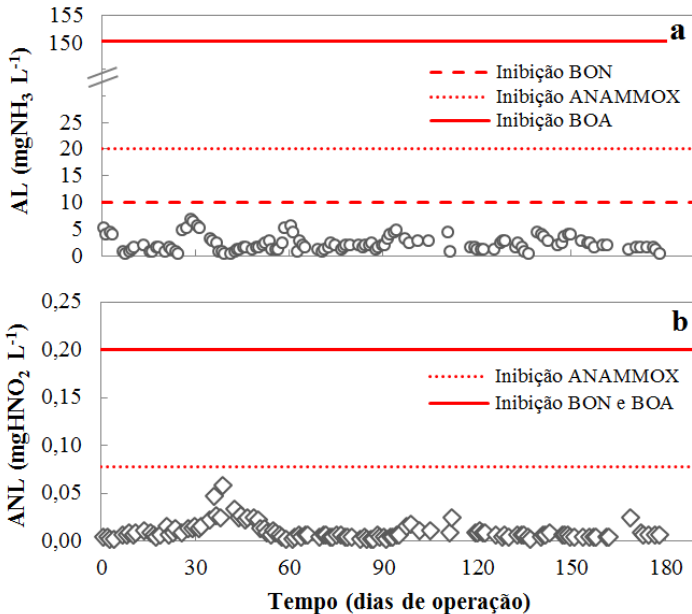 155
150
25
20
15
10
5
0
AL (mgNH₃ L⁻¹)
a
Inibição BON
Inibição ANAMMOX
Inibição BOA
0,25
0,20
0,15
0,10
0,05
0,00
ANL (mgHNO₂ L⁻¹)
b
Inibição ANAMMOX
Inibição BON e BOA
0 30 60 90 120 150 180
Tempo (dias de operação)